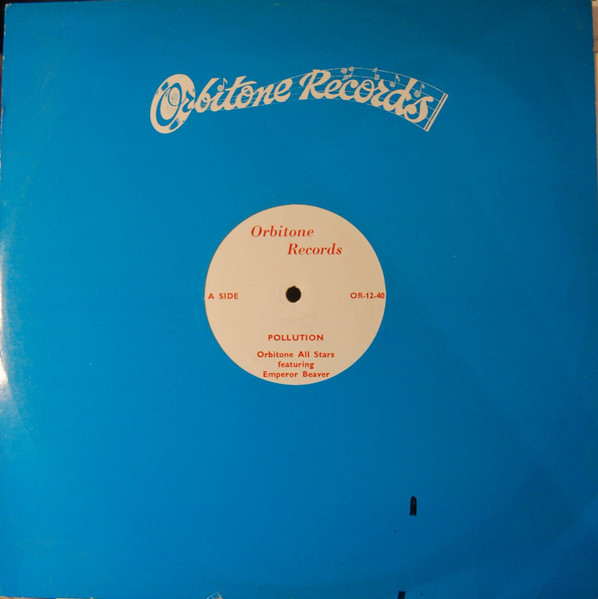 Orbitone Records
Orbitone
Records
A SIDE OR-12-40
POLLUTION
Orbitone All Stars
featuring
Emperor Beaver